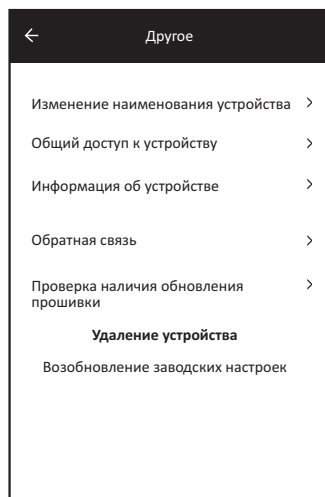 Другое
Изменение наименования устройства
Общий доступ к устройству
Информация об устройстве
Обратная связь
Проверка наличия обновления
прошивки
Удаление устройства
Возобновление заводских настроек